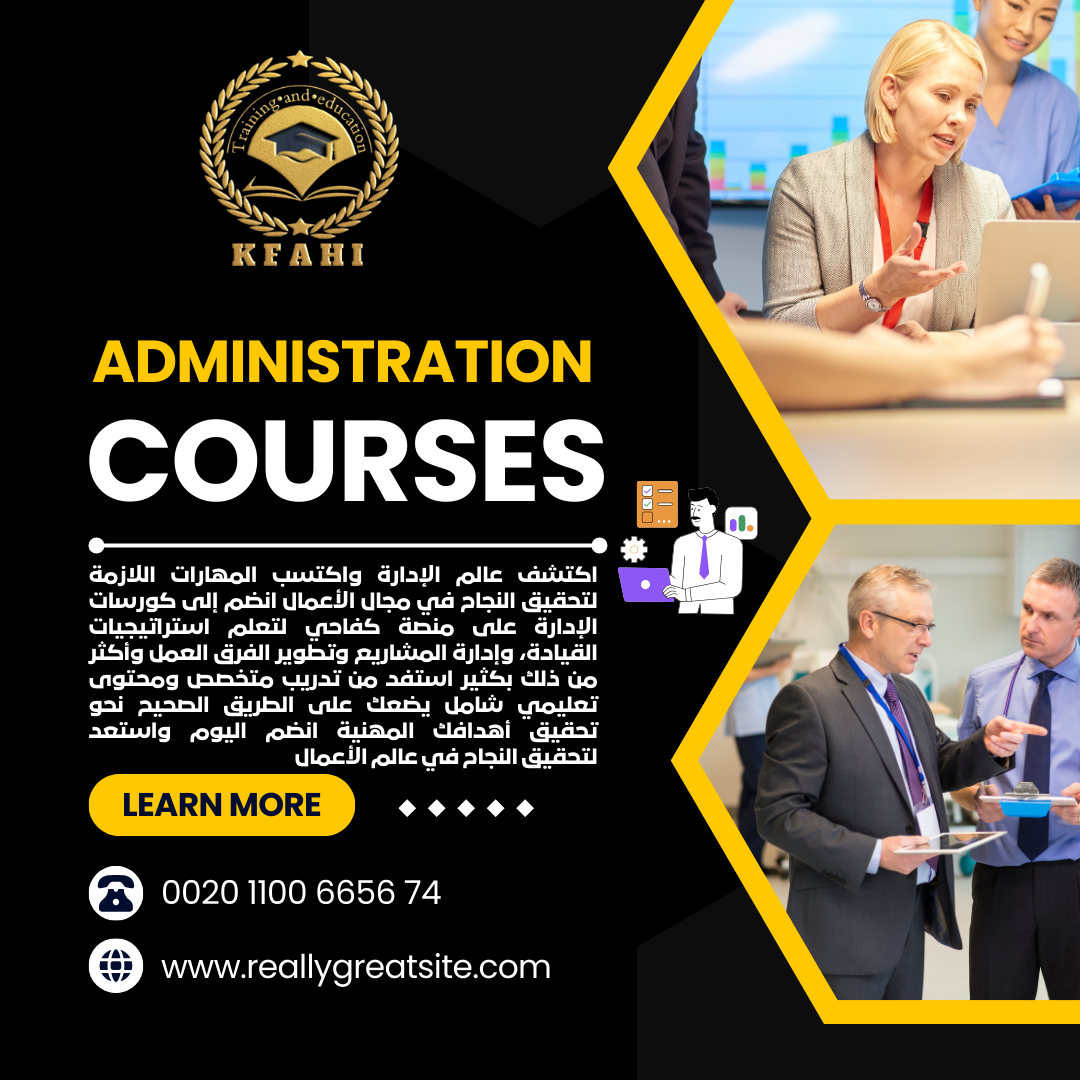 Training•and•education
KFAHI
ADMINISTRATION
COURSES
اكتشف عالم الإدارة واكتسب المهارات اللازمة
لتحقيق النجاح في مجال الأعمال انضم إلى كورسات
الإدارة على منصة كفاحي لتعلم استراتيجيات
القيادة، وإدارة المشاريع وتطوير الفرق العمل وأكثر
من ذلك بكثير استفد من تدريب متخصص ومحتوى
تعليمي شامل يضعك على الطريق الصحيح نحو
تحقيق أهدافك المهنية انضم اليوم واستعد
لتحقيق النجاح في عالم الأعمال
LEARN MORE
0020 1100 6656 74
www.reallygreatsite.com